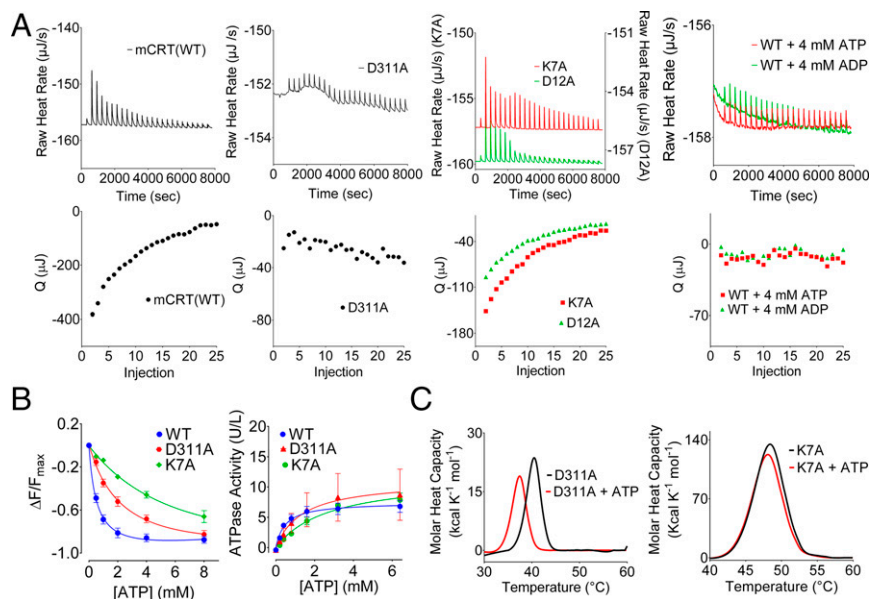 A
Raw Heat Rate (μJ/s)
-140
-150
-160
mCRT(WT)
0 2000 4000 6000 8000
Time (sec)
Raw Heat Rate (μJ /s)
-150
-152
-154
D311A
0 2000 4000 6000 8000
Time (sec)
Raw Heat Rate (μJ/s) (K7A)
-150
-155
-160
K7A
D12A
-151
-154
-157
Raw Heat Rate (μJ/s) (D12A)
0 2000 4000 6000 8000
Time (sec)
Raw Heat Rate (μJ/s)
-156
-158
WT + 4 mM ATP
WT + 4 mM ADP
0 2000 4000 6000 8000
Time (sec)
Q (μJ)
0
-200
-400
mCRT(WT)
0 5 10 15 20 25
Injection
Q (μJ)
0
-40
-80
D311A
0 5 10 15 20 25
Injection
Q (μJ)
-40
-110
-180
K7A
D12A
0 5 10 15 20 25
Injection
Q (μJ)
0
-70
WT + 4 mM ATP
WT + 4 mM ADP
0 5 10 15 20 25
Injection
B
ΔF/Fmax
0.2
-0.2
-0.6
-1.0
WT
D311A
K7A
0 2 4 6 8
[ATP] (mM)
ATPase Activity (U/L)
20
15
10
5
0
WT
D311A
K7A
0 2 4 6
[ATP] (mM)
C
Molar Heat Capacity
(kcal K-1 mol-1)
30
15
0
D311A
D311A + ATP
30 40 50 60
Temperature (°C)
Molar Heat Capacity
(Kcal K-1 mol-1)
140
70
0
K7A
K7A + ATP
40 45 50 55 60
Temperature (°C)